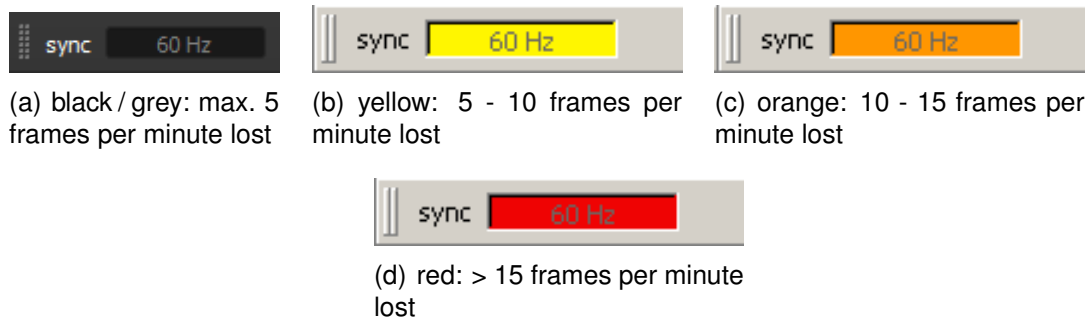 sync 60 Hz
sync 60 Hz
sync 60 Hz
(a) black / grey: max. 5
frames per minute lost
(b) yellow: 5 - 10 frames per
minute lost
(c) orange: 10 - 15 frames per
minute lost
sync 60 Hz
(d) red: > 15 frames per minute
lost